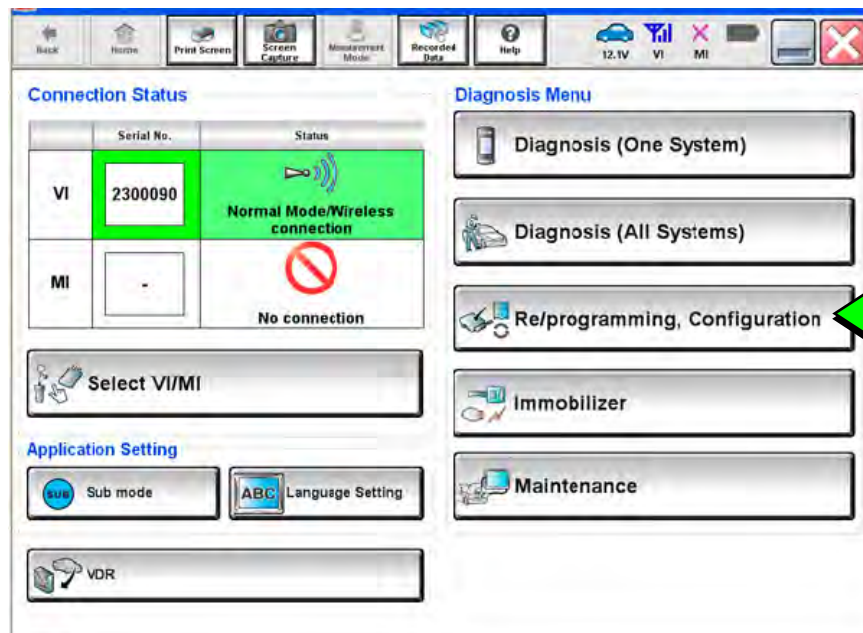 Back
Home
Print Screen
Screen
Capture
Measurement
Mode
Recorded
Data
Help
12.1V
VI
MI
Connection Status
Serial No.
Status
VI
2300090
Normal Mode/Wireless
connection
MI
-
No connection
Select VI/MI
Application Setting
SUB
Sub mode
ABC
Language Setting
VDR
Diagnosis Menu
Diagnosis (One System)
Diagnosis (All Systems)
Re/programming, Configuration
Immobilizer
Maintenance